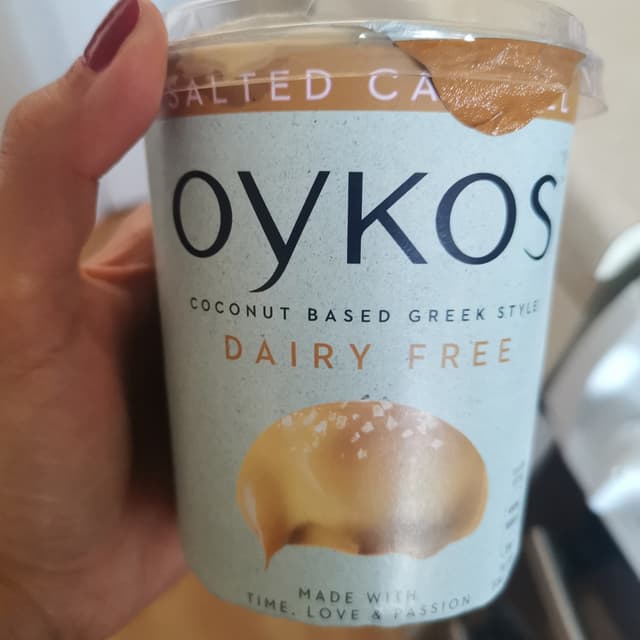 SALTED CA L
OYKOS
COCONUT BASED GREEK STYLE
DAIRY FREE
MADE WITH
TIME, LOVE & PASSION